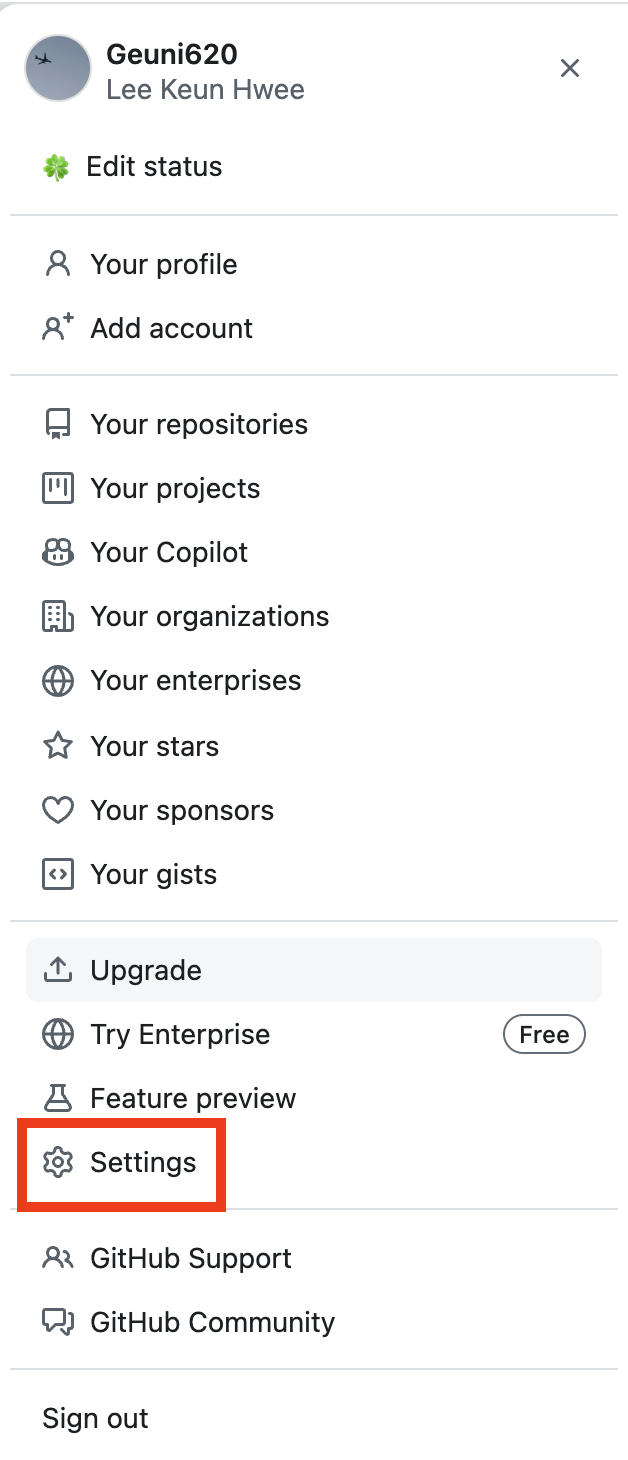 Geuni620
Lee Keun Hwee
Edit status
Your profile
Add account
Your repositories
Your projects
Your Copilot
Your organizations
Your enterprises
Your stars
Your sponsors
Your gists
Upgrade
Try Enterprise Free
Feature preview
Settings
GitHub Support
GitHub Community
Sign out